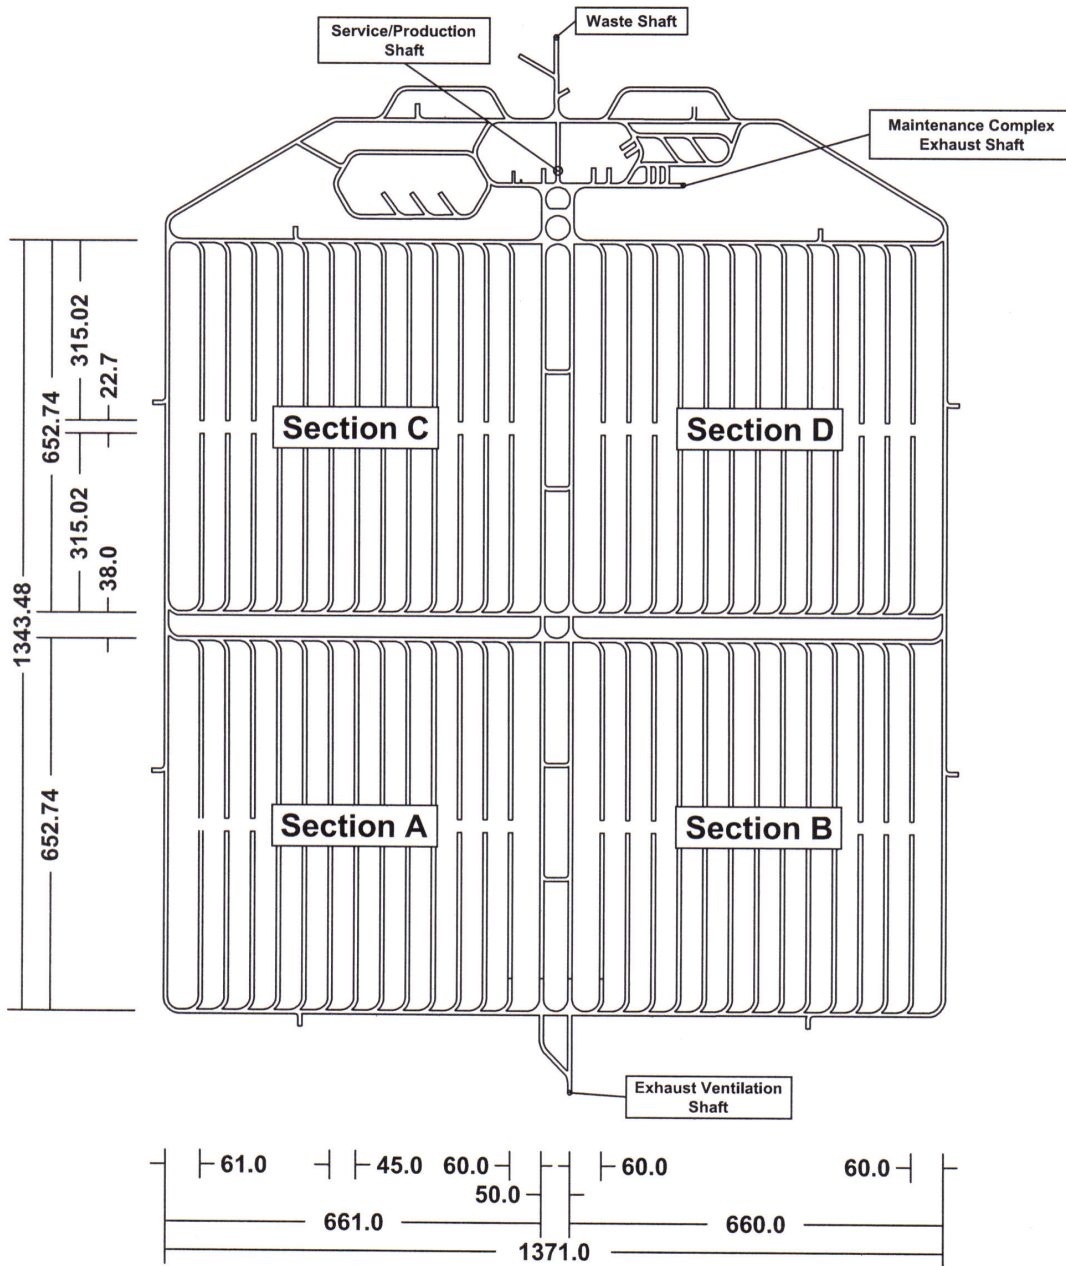 Waste Shaft
Service/Production
Shaft
Maintenance Complex
Exhaust Shaft
315.02
22.7
652.74
Section C
Section D
315.02
38.0
1343.48
652.74
Section A
Section B
Exhaust Ventilation
Shaft
61.0
45.0
60.0
60.0
60.0
50.0
661.0
660.0
1371.0